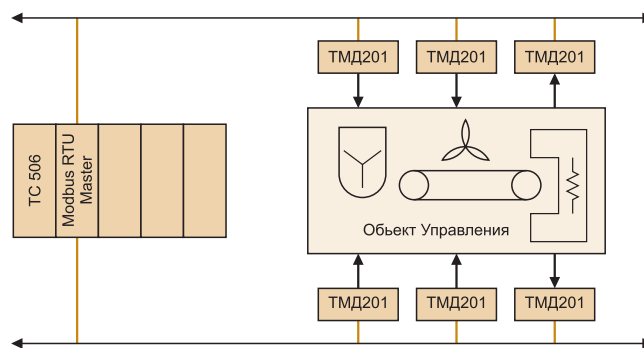 ТМД201 ТМД201 ТМД201
ТС 506
Modbus RTU
Master
Обьект Управления
ТМД201 ТМД201 ТМД201